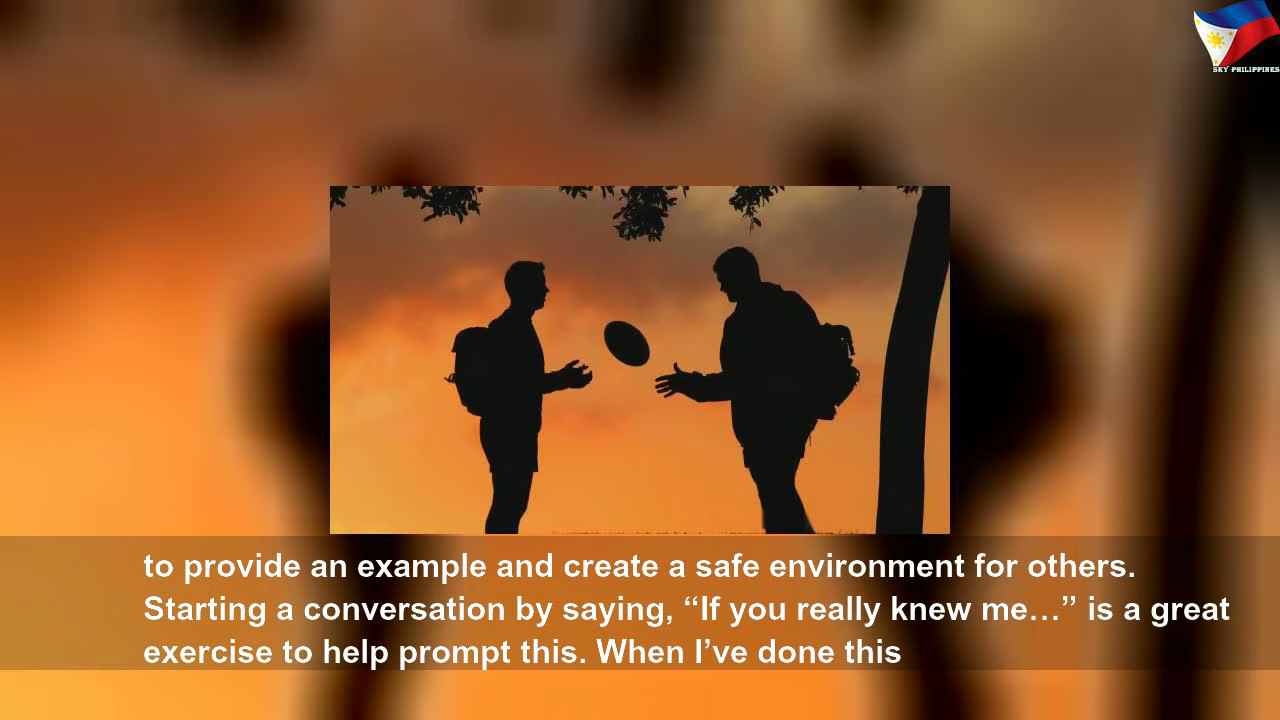 SKY PHILIPPINES
to provide an example and create a safe environment for others.
Starting a conversation by saying, “If you really knew me…” is a great
exercise to help prompt this. When I’ve done this